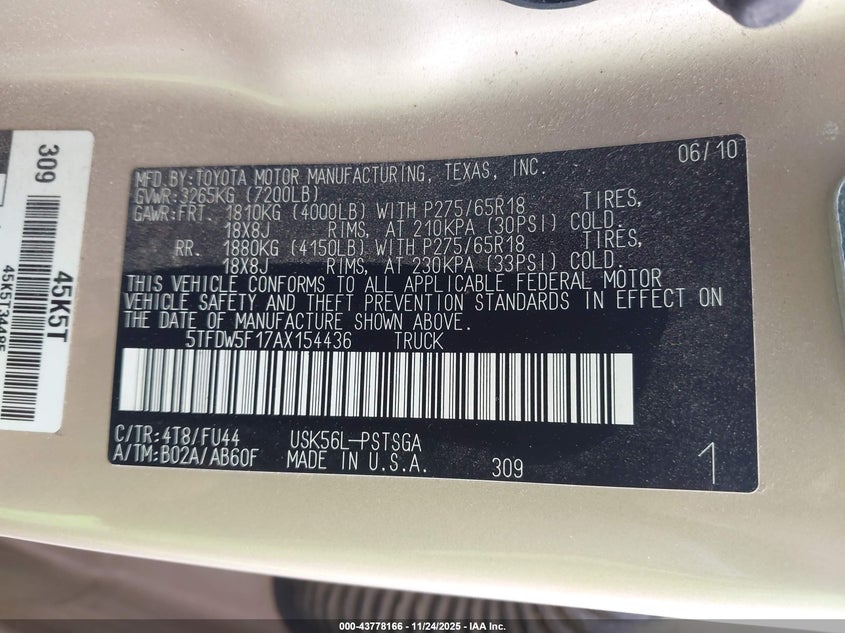 309
45K5T
MFD.BY:TOYOTA MOTOR MANUFACTURING, TEXAS, INC. 06/10
GVWR:3265KG (7200LB)
GAWR:FRT. 1810KG (4000LB) WITH P275/65R18 TIRES,
18X8J RIMS, AT 210KPA (30PSI) COLD.
RR. 1880KG (4150LB) WITH P275/65R18 TIRES,
18X8J RIMS, AT 230KPA (33PSI) COLD.
THIS VEHICLE CONFORMS TO ALL APPLICABLE FEDERAL MOTOR
VEHICLE SAFETY AND THEFT PREVENTION STANDARDS IN EFFECT ON
THE DATE OF MANUFACTURE SHOWN ABOVE.
5TFDW5F17AX154436 TRUCK
C/TR:4T8/FU44 USK56L-PSTSGA
A/TM:B02A/AB60F MADE IN U.S.A. 309 1
000-43778166 - 11/24/2025 - IAA Inc.